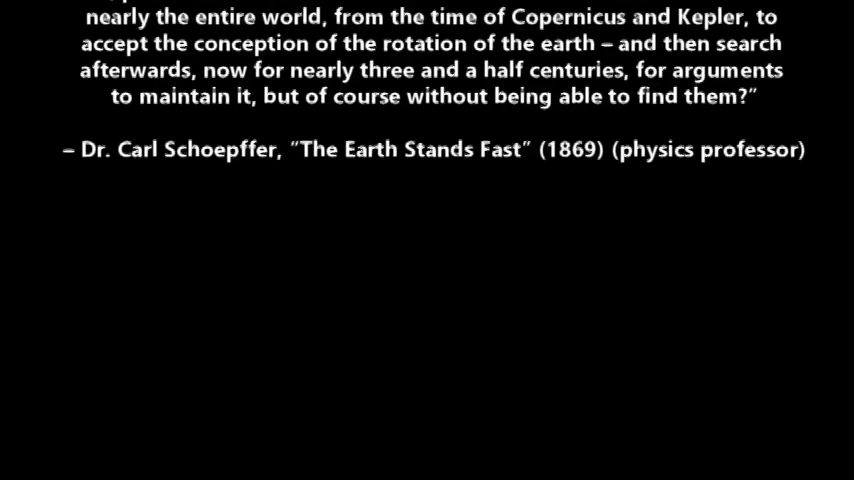 nearly the entire world, from the time of Copernicus and Kepler, to
accept the conception of the rotation of the earth – and then search
afterwards, now for nearly three and a half centuries, for arguments
to maintain it, but of course without being able to find them?”
– Dr. Carl Schoepffer, “The Earth Stands Fast” (1869) (physics professor)